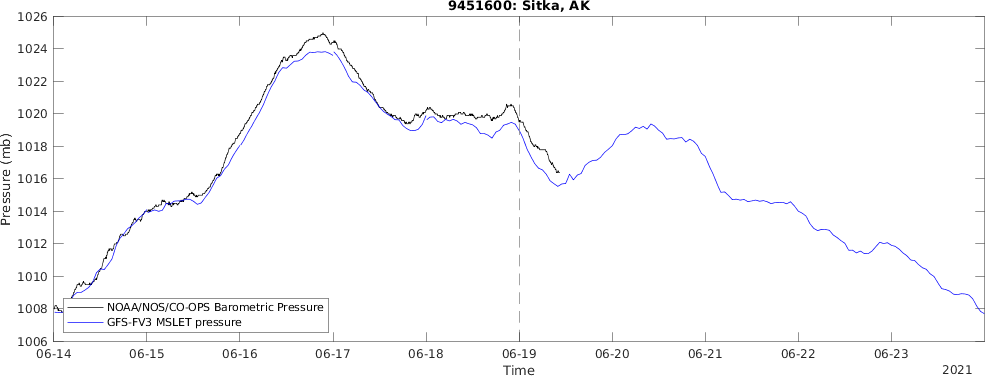 9451600: Sitka, AK
1026
1024
1022
1020
1018
1016
1014
1012
1010
1008
1006
Pressure (mb)
NOAA/NOS/CO-OPS Barometric Pressure
GFS-FV3 MSLET pressure
06-14 06-15 06-16 06-17 06-18 06-19 06-20 06-21 06-22 06-23
Time
2021